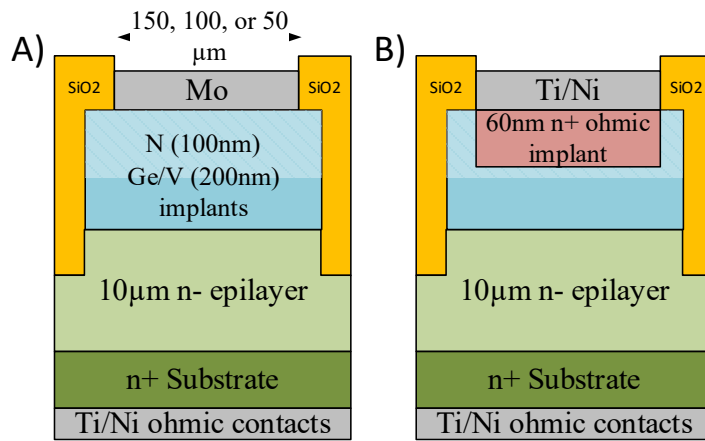 150, 100, or 50
µm
A)
SiO2
Mo
SiO2
N (100nm)
Ge/V (200nm)
implants
10µm n- epilayer
n+ Substrate
Ti/Ni ohmic contacts
B)
SiO2
Ti/Ni
SiO2
60nm n+ ohmic
implant
10µm n- epilayer
n+ Substrate
Ti/Ni ohmic contacts